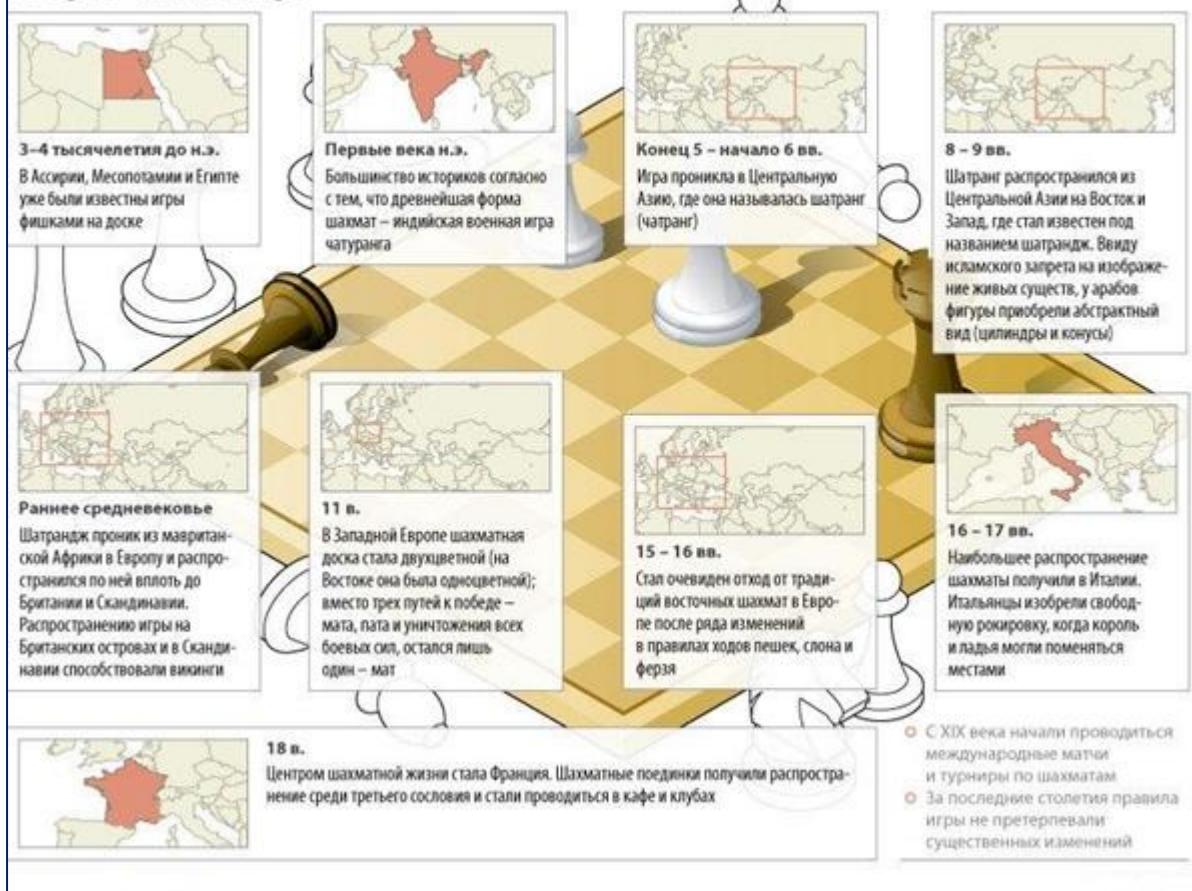 3–4 тысячелетия до н.э.
В Ассирии, Месопотамии и Египте
уже были известны игры
фишками на доске
Первые века н.э.
Большинство историков согласно
с тем, что древнейшая форма
шахмат – индийская военная игра
чатуранга
Конец 5 – начало 6 вв.
Игра проникла в Центральную
Азию, где она называлась шатранг
(чатранг)
8 – 9 вв.
Шатранг распространился из
Центральной Азии на Восток и
Запад, где стал известен под
названием шатрандж. Ввиду
исламского запрета на изображе-
ние живых существ, у арабов
фигуры приобрели абстрактный
вид (цилиндры и конусы)
Раннее средневековье
Шатрандж проник из мавритан-
ской Африки в Европу и распро-
странился по ней вплоть до
Британии и Скандинавии.
Распространению игры на
Британских островах и в Сканди-
навии способствовали викинги
11 в.
В Западной Европе шахматная
доска стала двухцветной (на
Востоке она была одноцветной);
вместо трех путей к победе –
мата, пата и уничтожения всех
боевых сил, остался лишь
один – мат
15 – 16 вв.
Стал очевиден отход от тради-
ций восточных шахмат в Евро-
пе после ряда изменений
в правилах ходов пешек, слона и
ферзя
16 – 17 вв.
Наибольшее распространение
шахматы получили в Италии.
Итальянцы изобрели свобод-
ную рокировку, когда король
и ладья могли поменяться
местами
18 в.
Центром шахматной жизни стала Франция. Шахматные поединки получили распростра-
нение среди третьего сословия и стали проводиться в кафе и клубах
С XIX века начали проводиться
международные матчи
и турниры по шахматам
За последние столетия правила
игры не претерпевали
существенных изменений